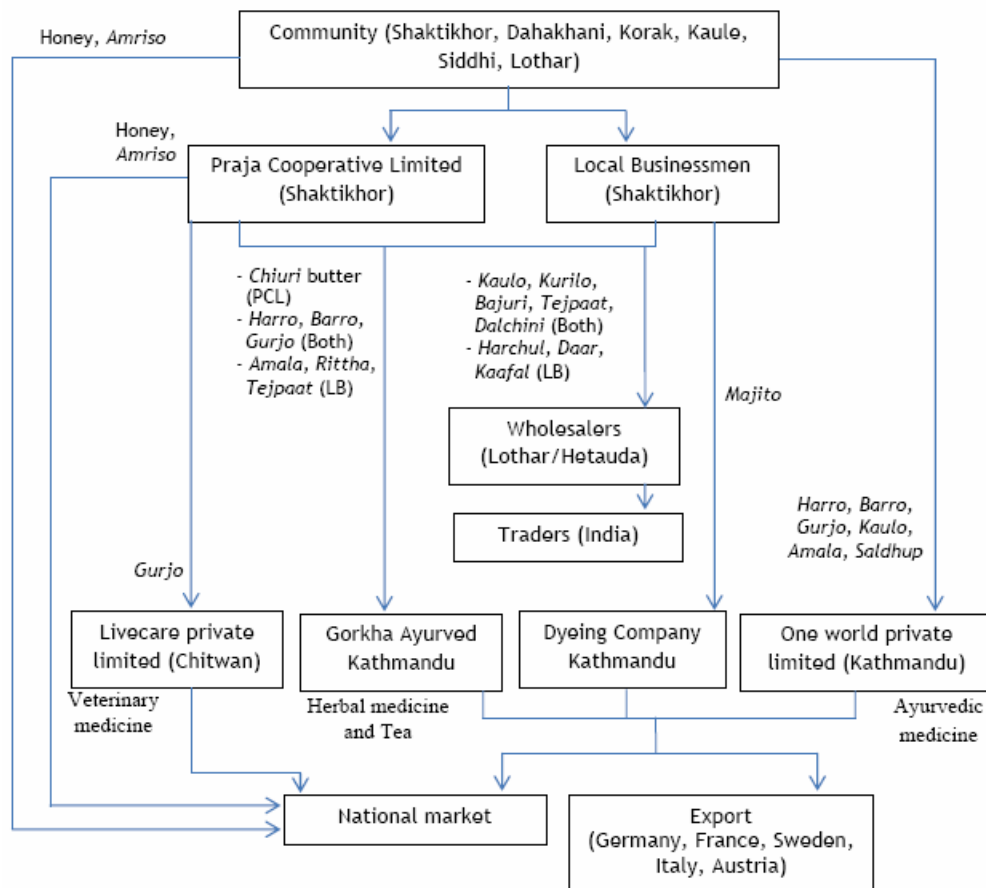 Honey, Amriso
Community (Shaktikhor, Dahakhani, Korak, Kaule,
Siddhi, Lothar)
Honey,
Amriso
Praja Cooperative Limited
(Shaktikhor)
Local Businessmen
(Shaktikhor)
- Chiuri butter
(PCL)
- Harro, Barro,
Gurjo (Both)
- Amala, Rittha,
Tejpaat (LB)
- Kaulo, Kurilo,
Bajuri, Tejpaat,
Dalchini (Both)
- Harchul, Daar,
Kaafal (LB)
Majito
Wholesalers
(Lothar/Hetauda)
Traders (India)
Harro, Barro,
Gurjo, Kaulo,
Amala, Saldhup
Gurjo
Livecare private
limited (Chitwan)
Gorkha Ayurved
Kathmandu
Dyeing Company
Kathmandu
One world private
limited (Kathmandu)
Veterinary
medicine
Herbal medicine
and Tea
Ayurvedic
medicine
National market
Export
(Germany, France, Sweden,
Italy, Austria)